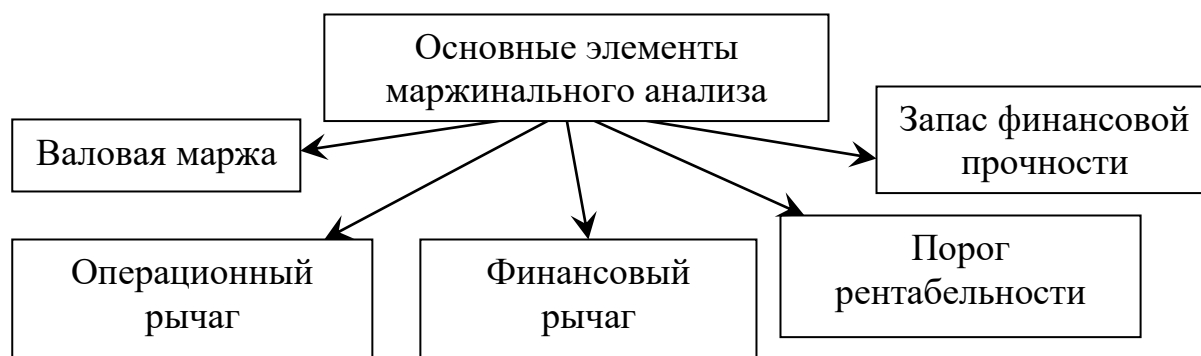 Основные элементы
маржинального анализа
Валовая маржа
Запас финансовой
прочности
Операционный
рычаг
Финансовый
рычаг
Порог
рентабельности